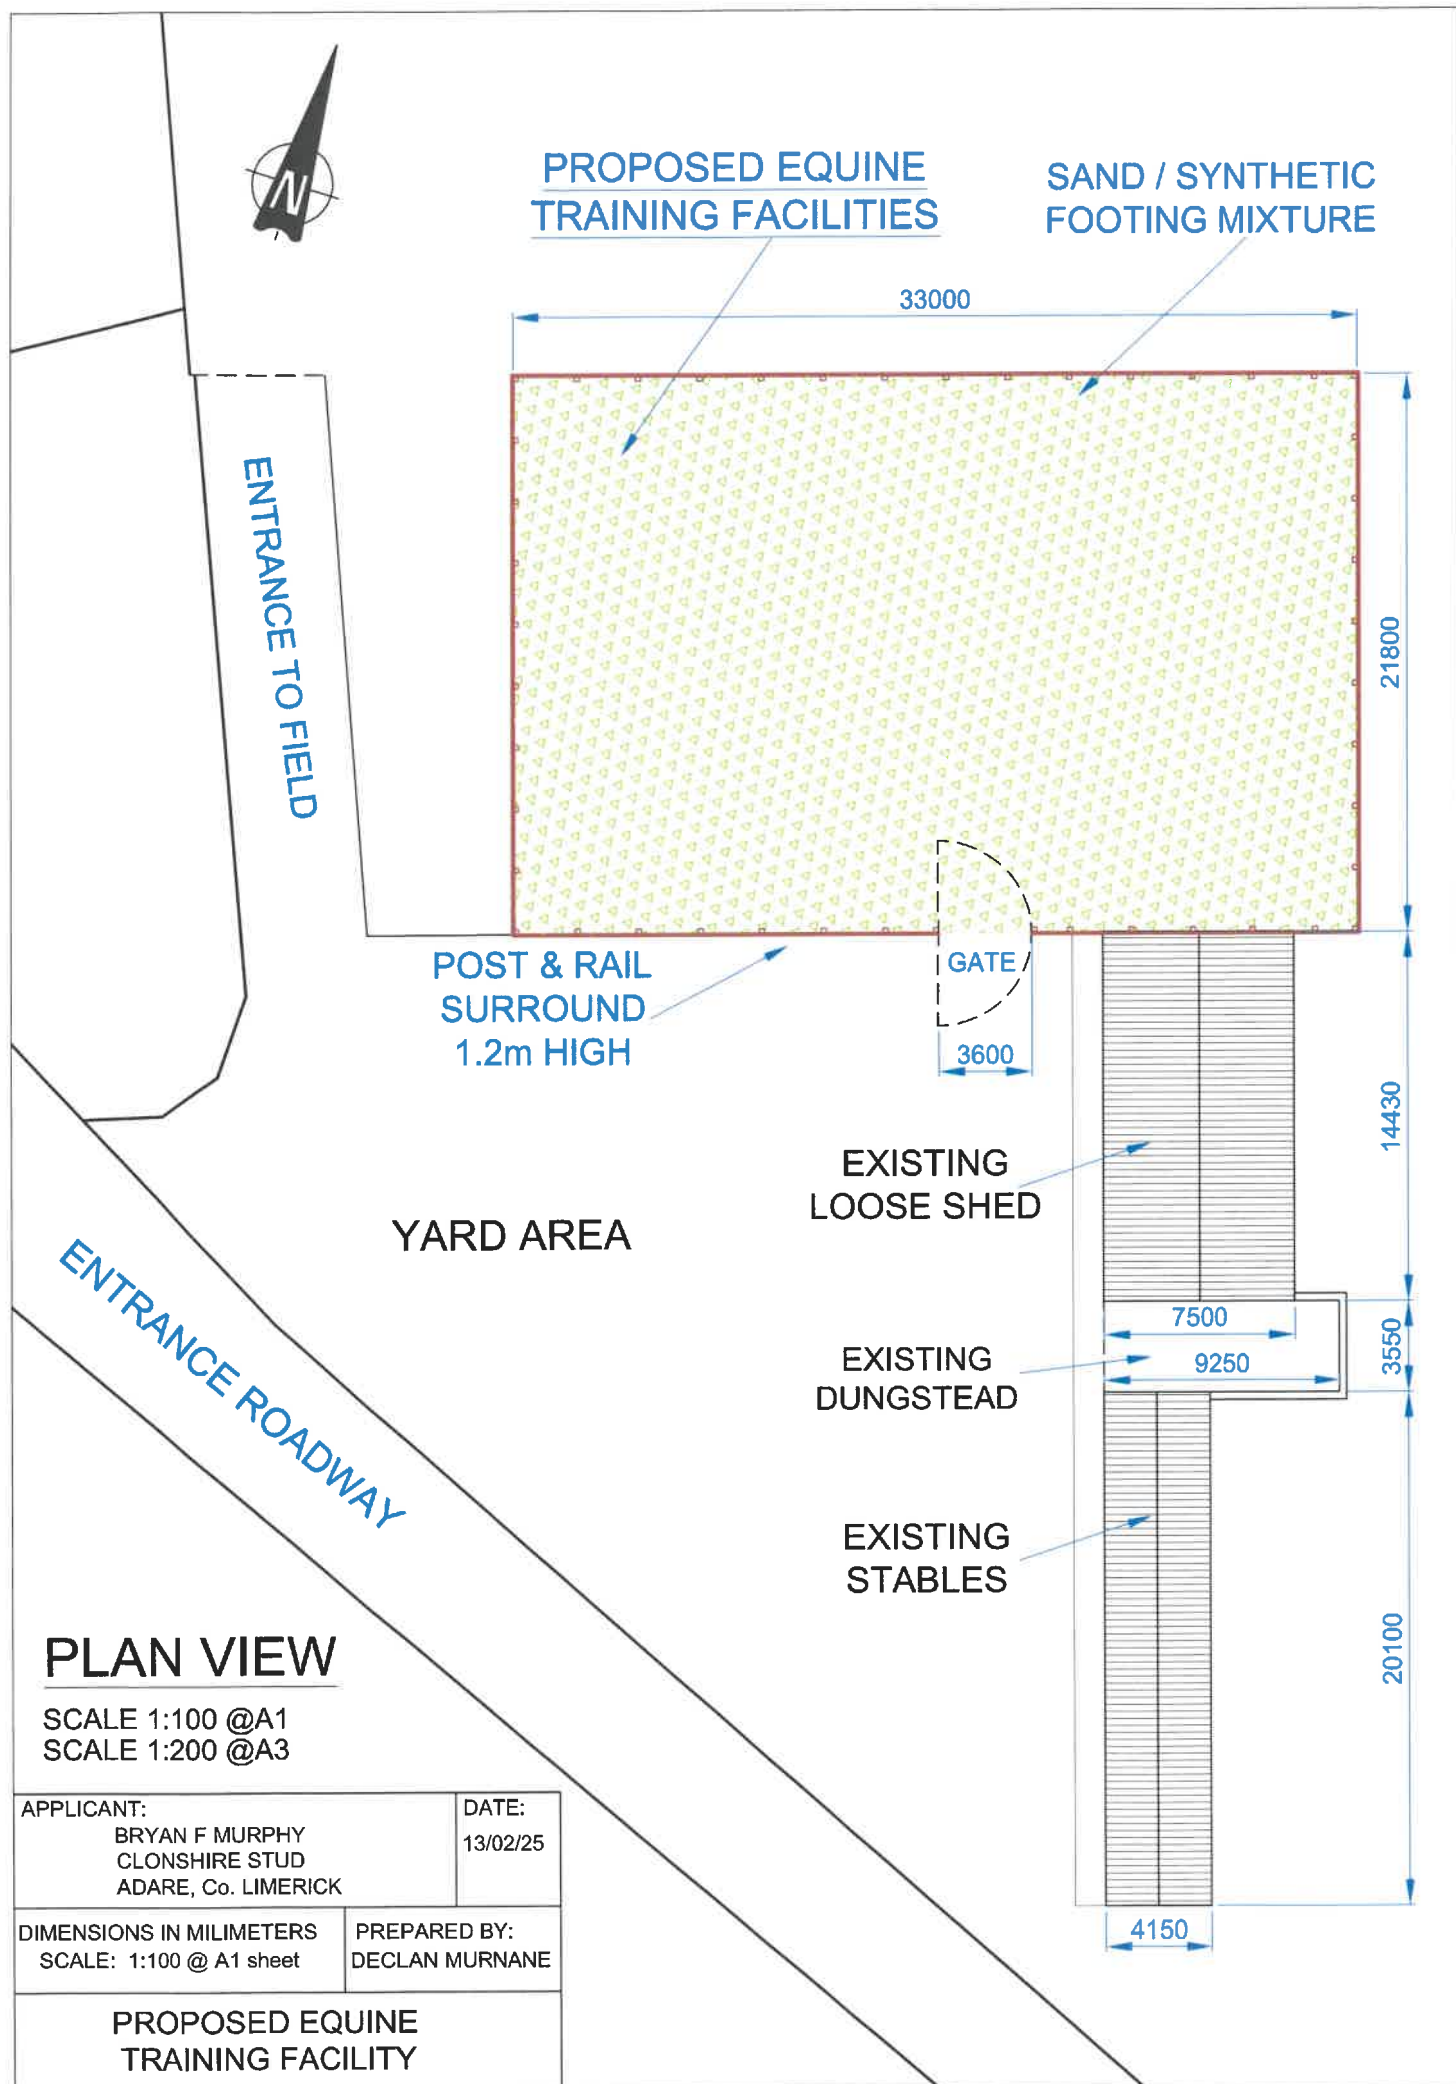 N
PROPOSED EQUINE
TRAINING FACILITIES
SAND / SYNTHETIC
FOOTING MIXTURE
33000
21800
ENTRANCE TO FIELD
POST & RAIL
SURROUND
1.2m HIGH
GATE
3600
14430
EXISTING
LOOSE SHED
YARD AREA
ENTRANCE ROADWAY
7500
3550
EXISTING
DUNGSTEAD
9250
EXISTING
STABLES
20100
4150
PLAN VIEW
SCALE 1:100 @A1
SCALE 1:200 @A3
APPLICANT:
BRYAN F MURPHY
CLONSHIRE STUD
ADARE, Co. LIMERICK
DATE:
13/02/25
DIMENSIONS IN MILIMETERS
SCALE: 1:100 @ A1 sheet
PREPARED BY:
DECLAN MURNANE
PROPOSED EQUINE
TRAINING FACILITY